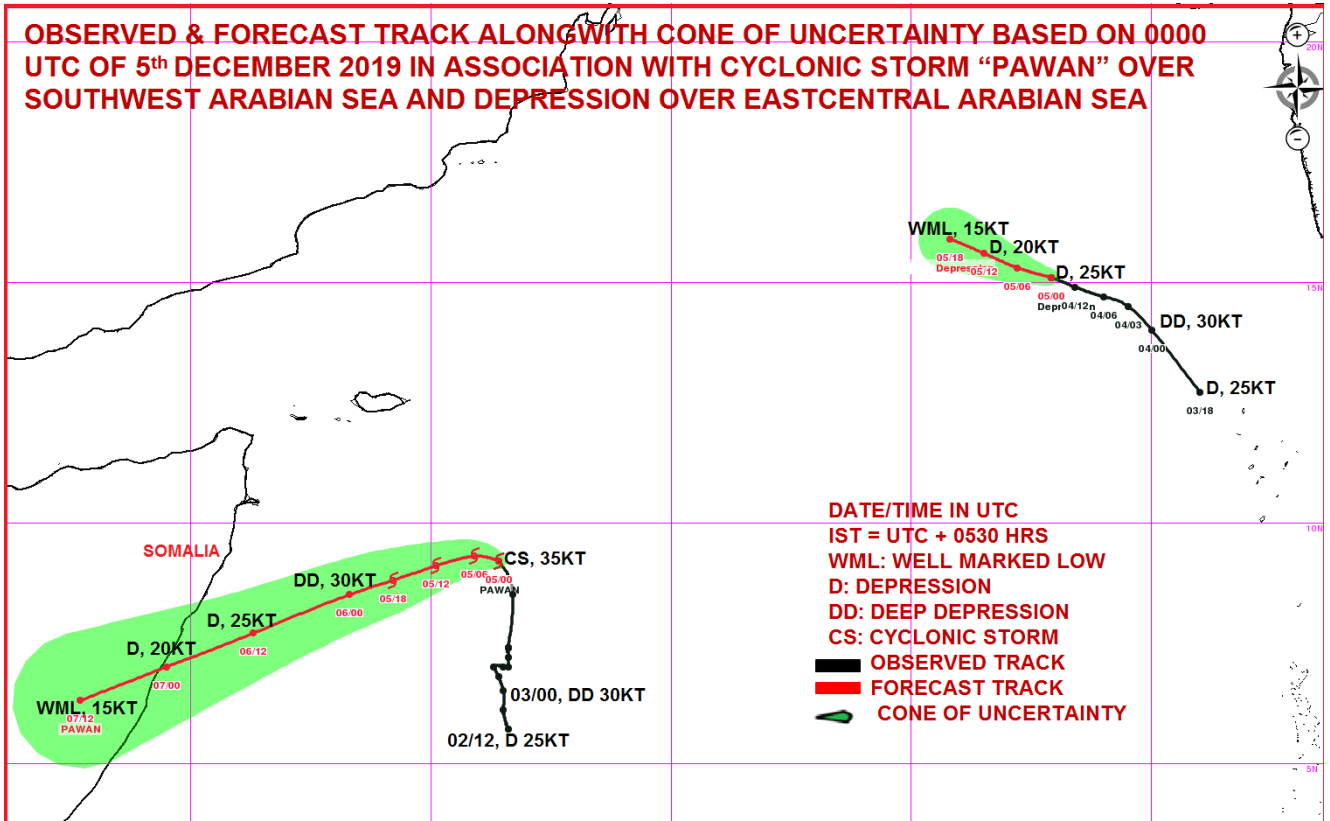 OBSERVED & FORECAST TRACK ALONGWITH CONE OF UNCERTAINTY BASED ON 0000
UTC OF 5th DECEMBER 2019 IN ASSOCIATION WITH CYCLONIC STORM “PAWAN” OVER
SOUTHWEST ARABIAN SEA AND DEPRESSION OVER EASTCENTRAL ARABIAN SEA
20N
WML, 15KT
D, 20KT
05/18
05/12
D, 25KT
15N
05/06
05/00
04/12
04/06
04/03
DD, 30KT
04/00
D, 25KT
03/18
DATE/TIME IN UTC
10N
IST = UTC + 0530 HRS
WML: WELL MARKED LOW
D: DEPRESSION
DD: DEEP DEPRESSION
CS: CYCLONIC STORM
OBSERVED TRACK
FORECAST TRACK
CONE OF UNCERTAINTY
SOMALIA
CS, 35KT
05/06
05/00
PAWAN
05/12
DD, 30KT
05/18
06/00
D, 25KT
06/12
D, 20KT
07/00
WML, 15KT
07/12
PAWAN
03/00, DD 30KT
02/12, D 25KT
5N